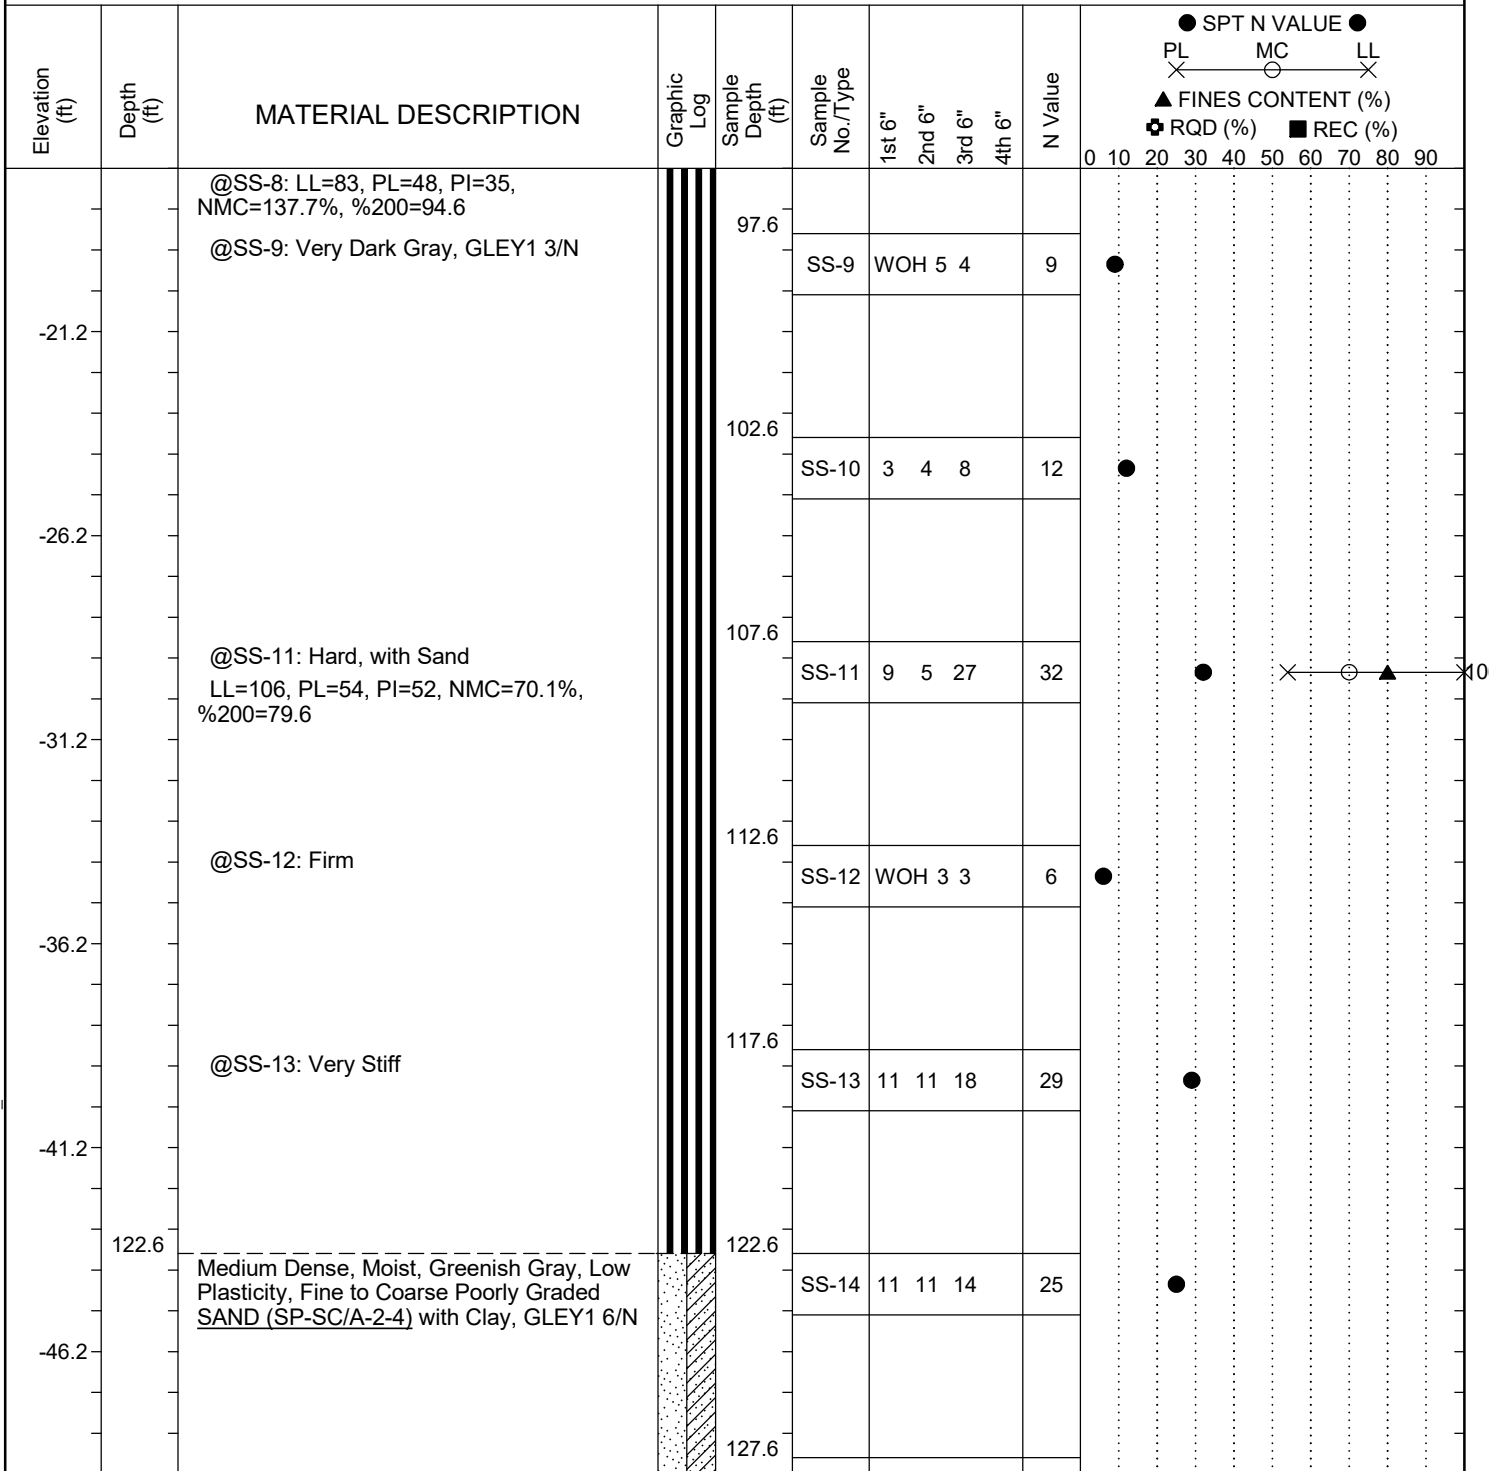 ● SPT N VALUE ●
PL MC LL
▲ FINES CONTENT (%)
RQD (%) ■ REC (%)
Elevation (ft)
Depth (ft)
MATERIAL DESCRIPTION
Graphic Log
Sample Depth (ft)
Sample No./Type
1st 6"
2nd 6"
3rd 6"
4th 6"
N Value
0 10 20 30 40 50 60 70 80 90
@SS-8: LL=83, PL=48, PI=35,
NMC=137.7%, %200=94.6
97.6
@SS-9: Very Dark Gray, GLEY1 3/N
SS-9 WOH 5 4 9
-21.2
102.6
SS-10 3 4 8 12
-26.2
107.6
@SS-11: Hard, with Sand
SS-11 9 5 27 32
10
LL=106, PL=54, PI=52, NMC=70.1%,
%200=79.6
-31.2
112.6
@SS-12: Firm
SS-12 WOH 3 3 6
-36.2
117.6
@SS-13: Very Stiff
SS-13 11 11 18 29
-41.2
122.6 122.6
Medium Dense, Moist, Greenish Gray, Low
Plasticity, Fine to Coarse Poorly Graded
SAND (SP-SC/A-2-4) with Clay, GLEY1 6/N
SS-14 11 11 14 25
-46.2
127.6